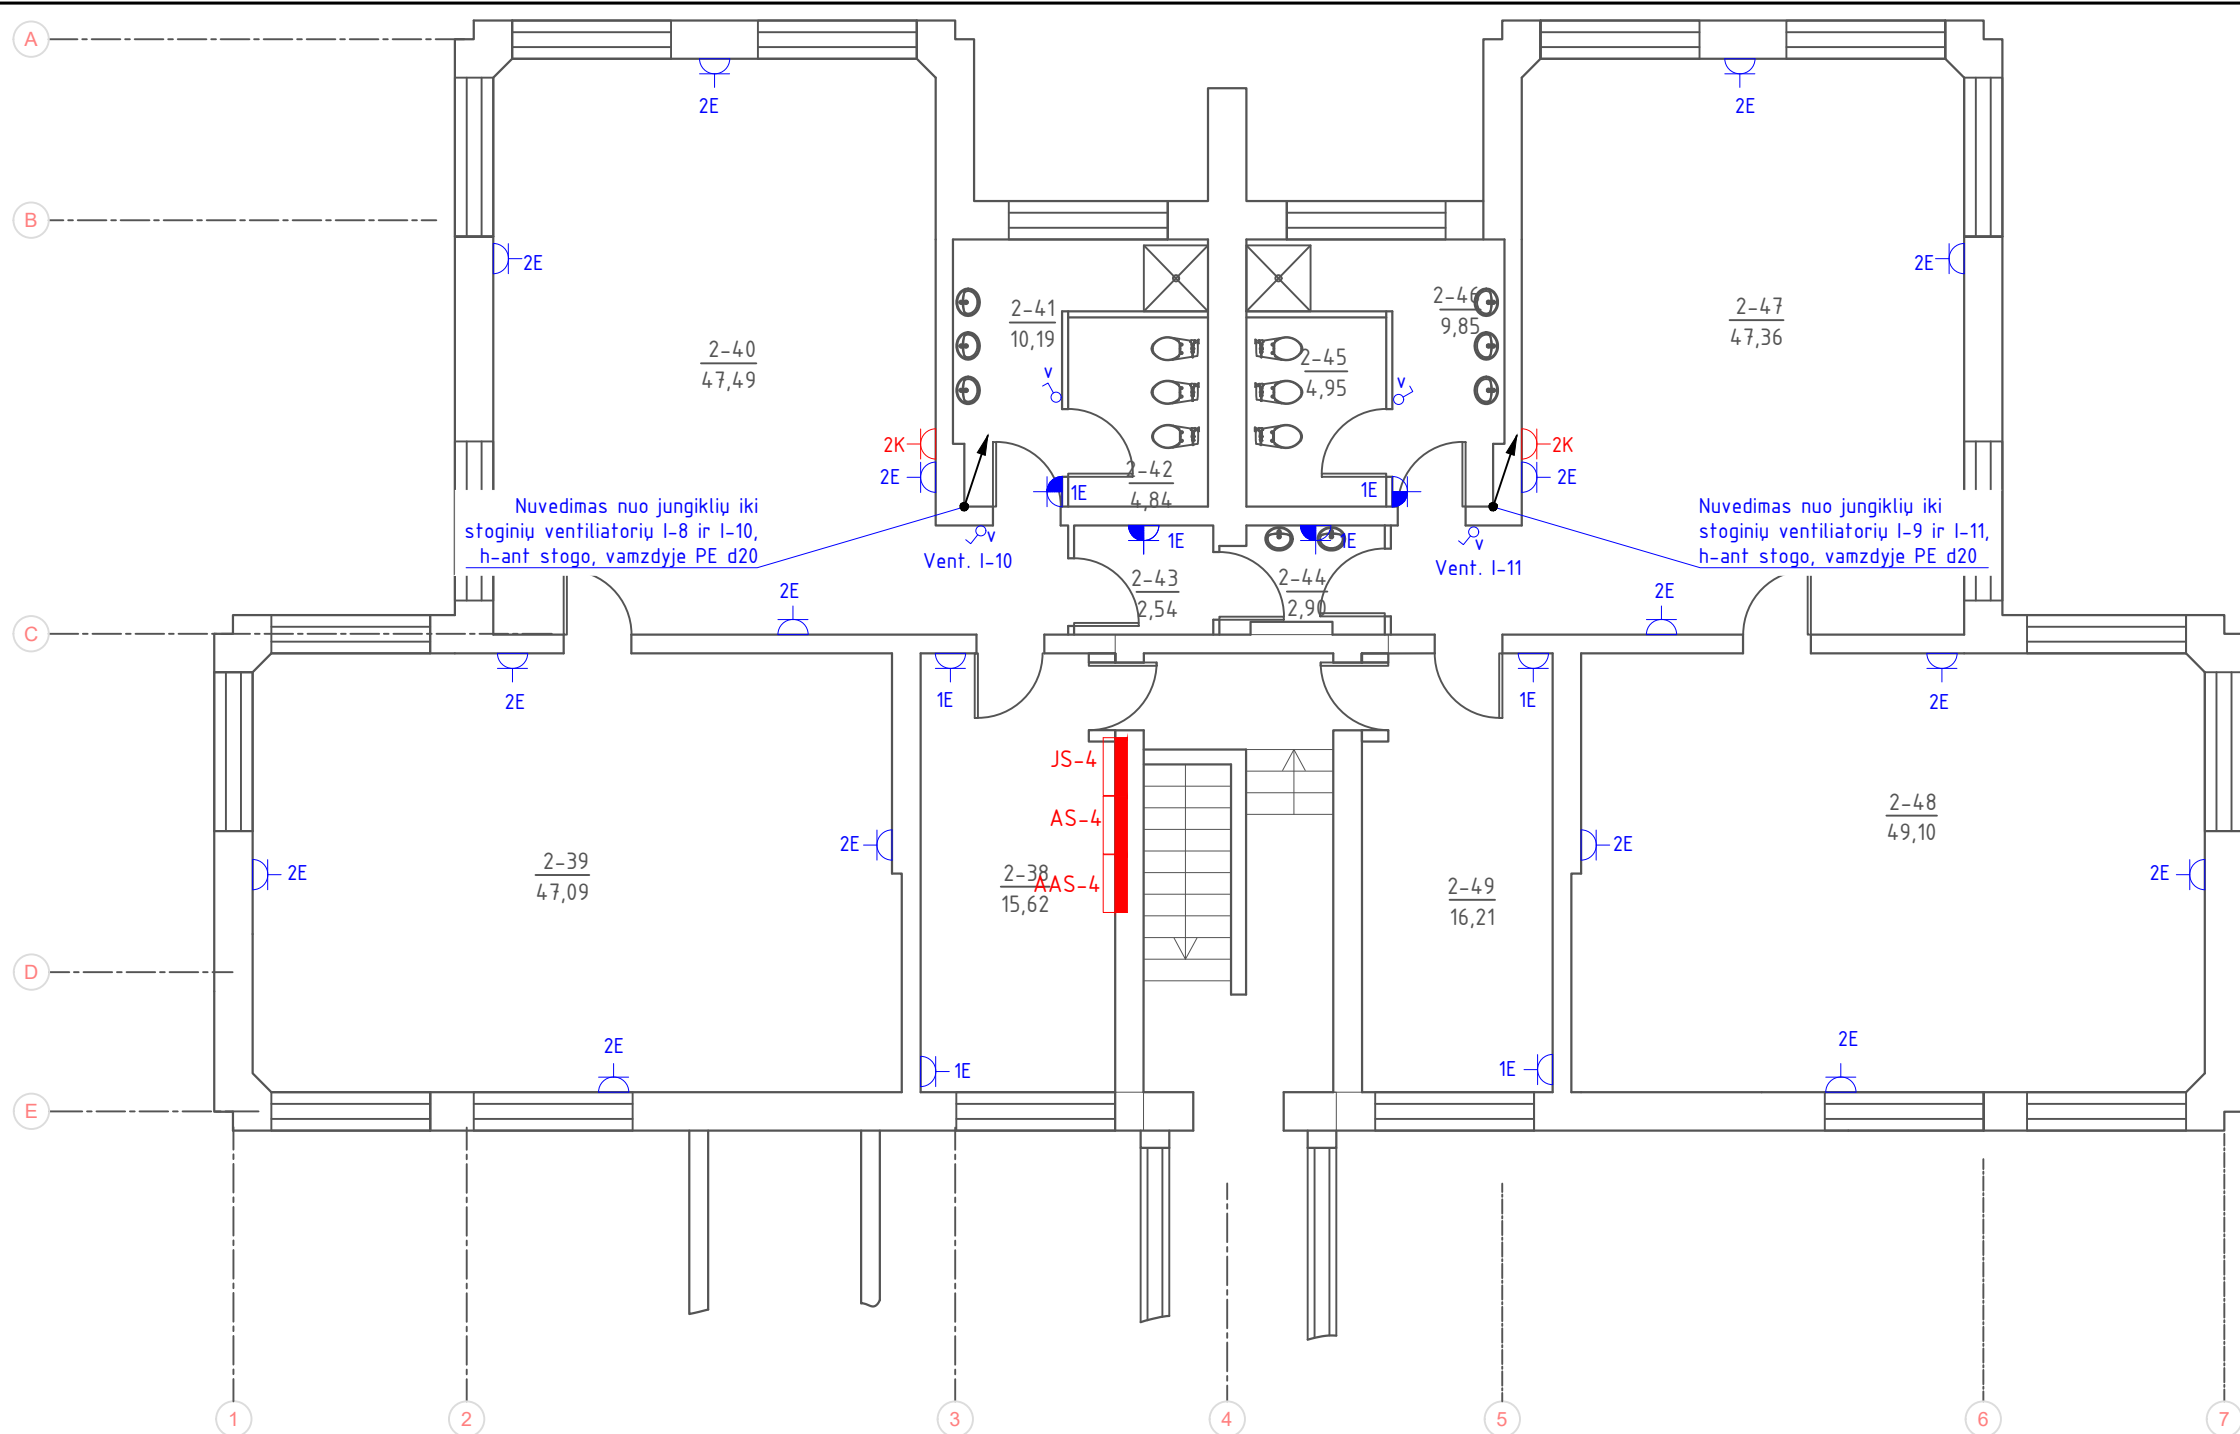 A
2E
2E
B
2E
2E
2-41
10,19
2-46
9,85
2-47
47,36
2-40
47,49
2-45
4,95
v
v
2K
2K
2E
2E
2-42
4,84
1E
1E
Nuvedimas nuo jungiklių iki
stoginių ventiliatorių I-8 ir I-10,
h-ant stogo, vamzdyje PE d20
Nuvedimas nuo jungiklių iki
stoginių ventiliatorių I-9 ir I-11,
h-ant stogo, vamzdyje PE d20
v
Vent. I-10
1E
1E
v
Vent. I-11
2-43
2,54
2-44
2,90
2E
2E
C
2E
1E
1E
2E
JS-4
AS-4
AAS-4
2E
2E
2-48
49,10
2-39
47,09
2E
2-38
15,62
2-49
16,21
2E
D
2E
1E
1E
2E
E
1
2
3
4
5
6
7